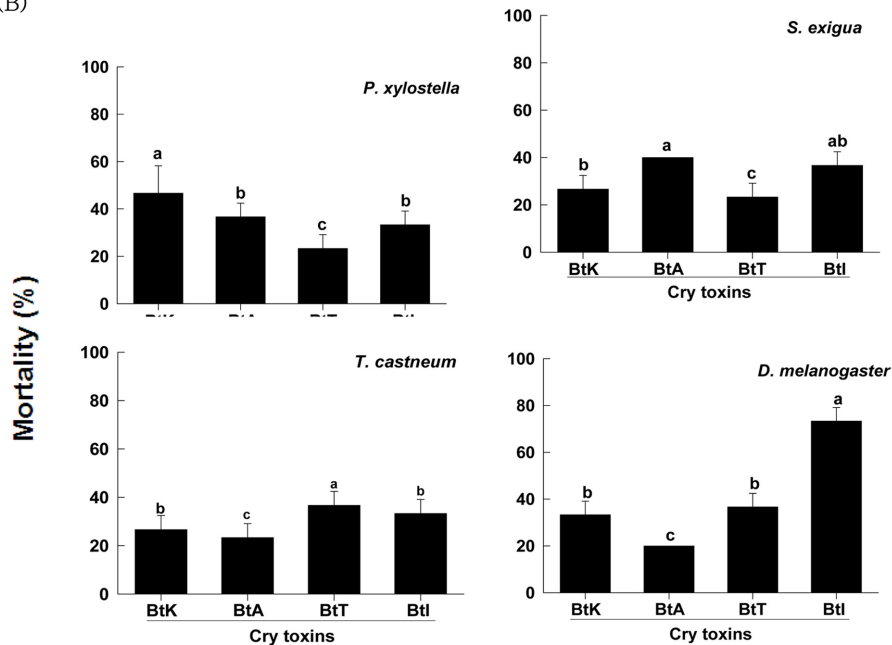 (B)
Mortality (%)
P. xylostella
100
80
60
40
20
0
a
b
c
b
S. exigua
100
80
60
40
20
0
b
a
c
ab
BtK BtA BtT BtI
Cry toxins
T. castneum
100
80
60
40
20
0
b
c
a
b
BtK BtA BtT BtI
Cry toxins
D. melanogaster
100
80
60
40
20
0
b
c
b
a
BtK BtA BtT BtI
Cry toxins